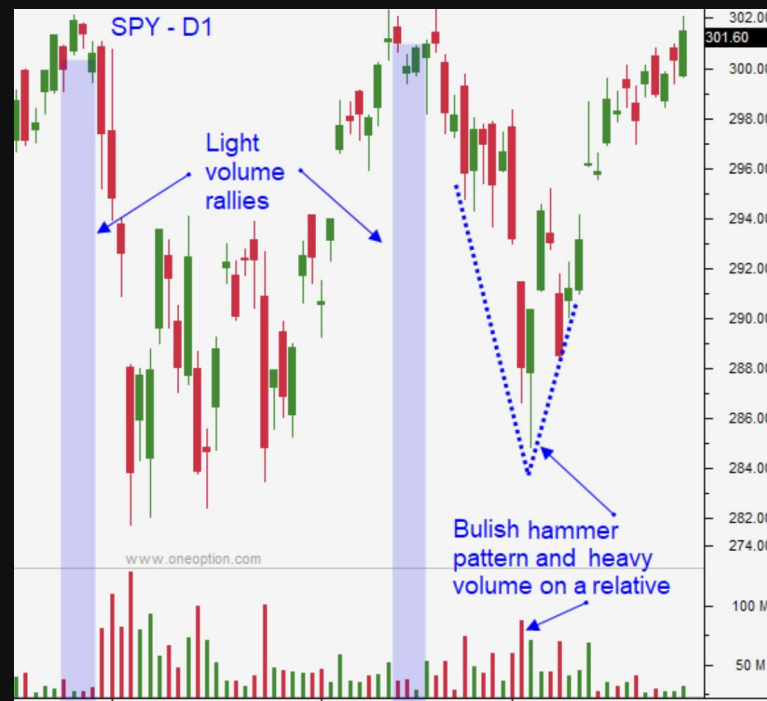 SPY - D1
302.00
301.60
300.00
298.00
Light
volume
rallies
296.00
294.00
292.00
290.00
288.00
286.00
284.00
282.00
Bulish hammer
pattern and heavy
volume on a relative
www.oneoption.com
274.00
100 M
50 M